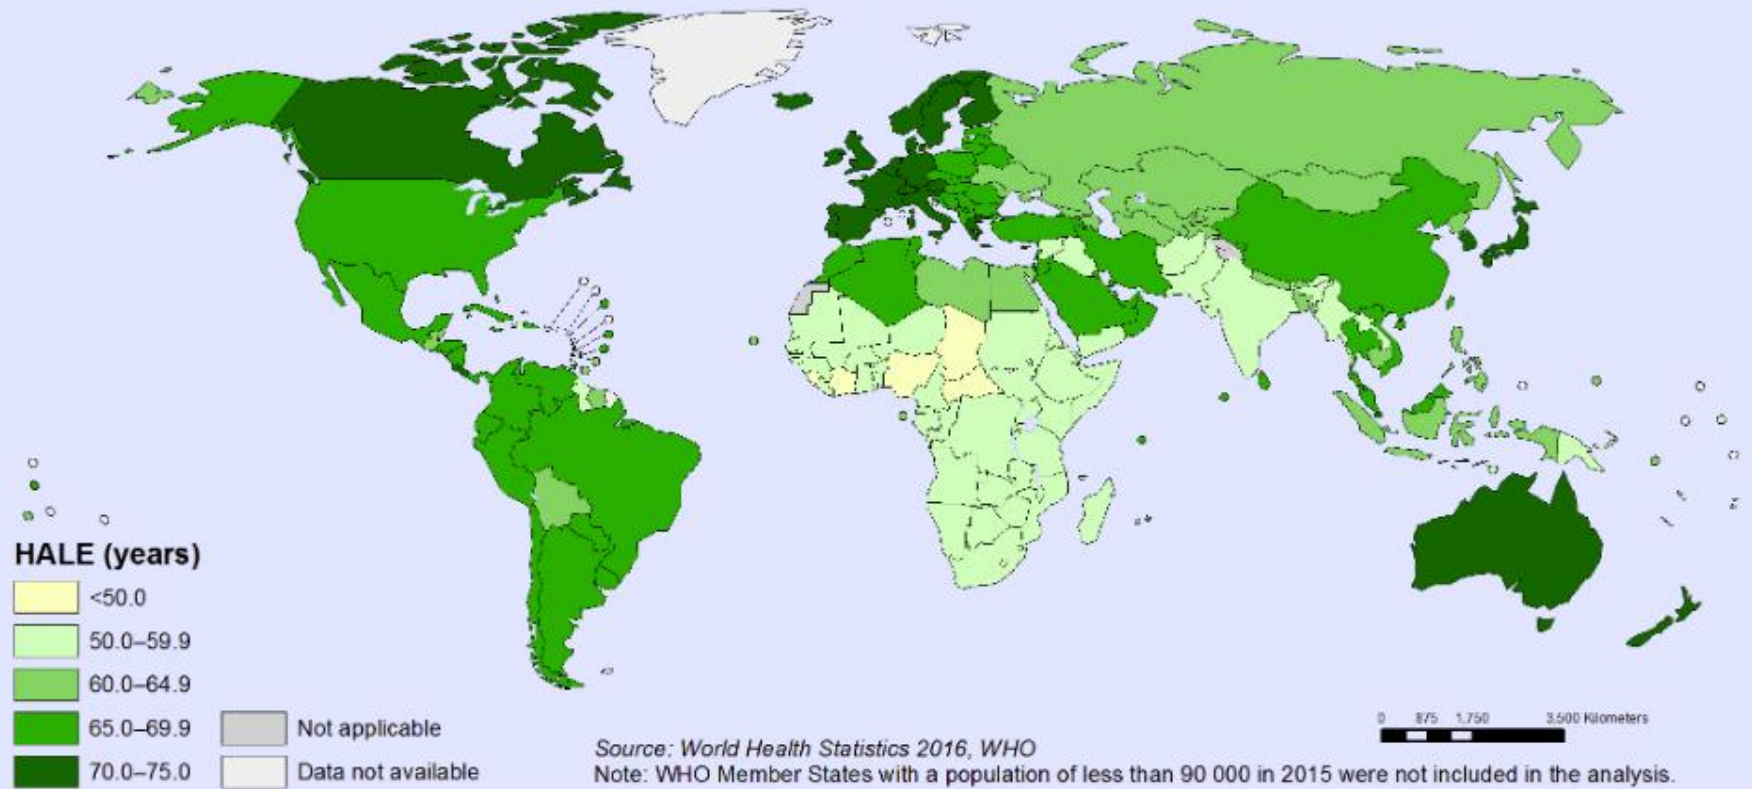 HALE (years)
<50.0
50.0–59.9
60.0–64.9
65.0–69.9
70.0–75.0
Not applicable
Data not available
Source: World Health Statistics 2016, WHO
Note: WHO Member States with a population of less than 90 000 in 2015 were not included in the analysis.
0 875 1,750 3,500 Kilometers